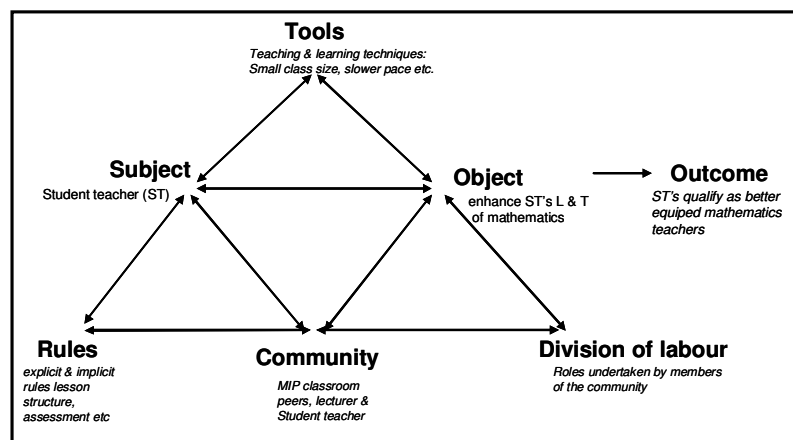 Tools
Teaching & learning techniques:
Small class size, slower pace etc.
Subject
Student teacher (ST)
Object
enhance ST's L & T
of mathematics
Outcome
ST's qualify as better
equiped mathematics
teachers
Rules
explicit & implicit
rules lesson
structure,
assessment etc
Community
MIP classroom
peers, lecturer &
Student teacher
Division of labour
Roles undertaken by members
of the community